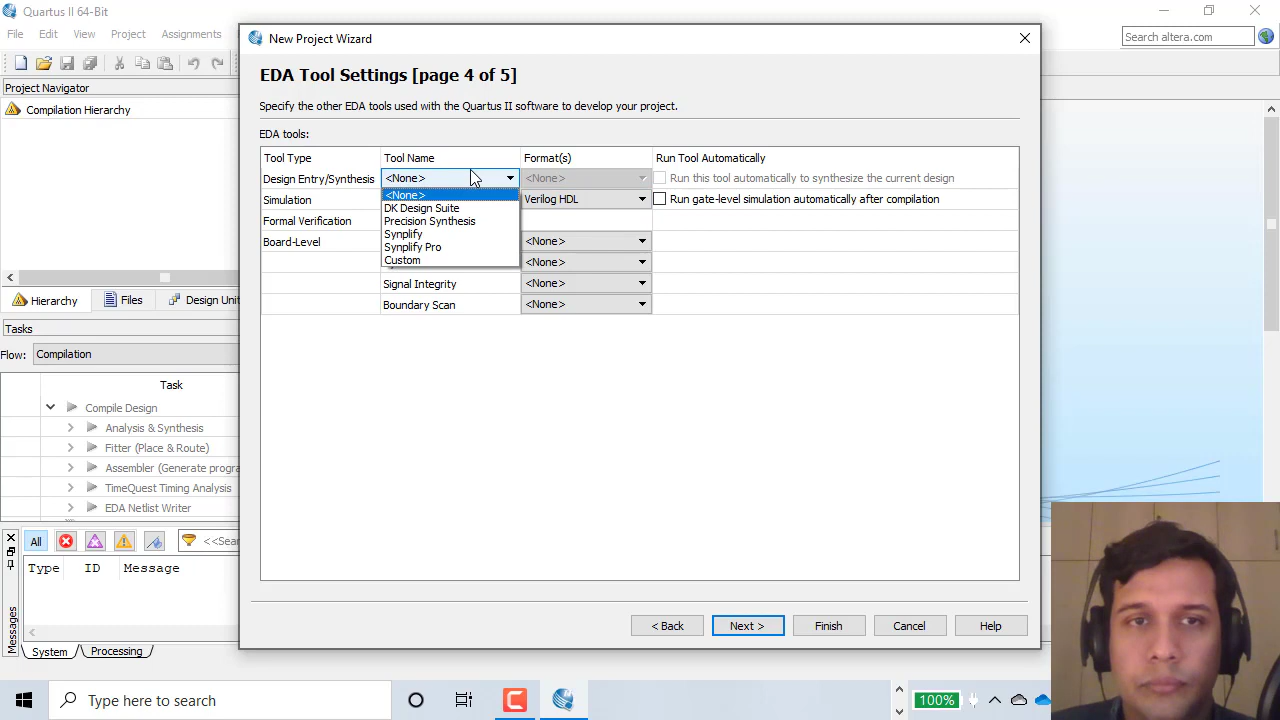 Quartus II 64-Bit
File Edit View Project Assignments
Search altera.com
Project Navigator
Compilation Hierarchy
Hierarchy Files Design Unit
Tasks
Flow: Compilation
Task
Compile Design
Analysis & Synthesis
Fitter (Place & Route)
Assembler (Generate progra
TimeQuest Timing Analysis
EDA Netlist Writer
All <<Sear
Type ID Message
Messages
System Processing
New Project Wizard
EDA Tool Settings [page 4 of 5]
Specify the other EDA tools used with the Quartus II software to develop your project.
EDA tools:
Tool Type Tool Name Format(s) Run Tool Automatically
Design Entry/Synthesis <None> <None> Run this tool automatically to synthesize the current design
<None>
Simulation Verilog HDL Run gate-level simulation automatically after compilation
DK Design Suite
Formal Verification Precision Synthesis
Synplify
Board-Level Synplify Pro <None>
Custom <None>
Signal Integrity <None>
Boundary Scan <None>
< Back Next > Finish Cancel Help
Type here to search
100%